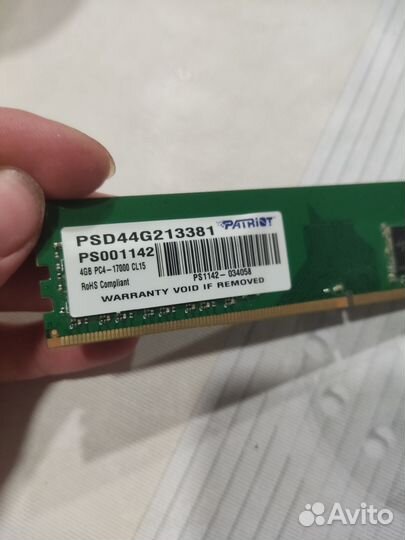 PSD44G213381
PATRIOT
PS001142
4GB PC4-17000 CL15
RoHS Compliant
PS1142-034058
WARRANTY VOID IF REMOVED
Avito